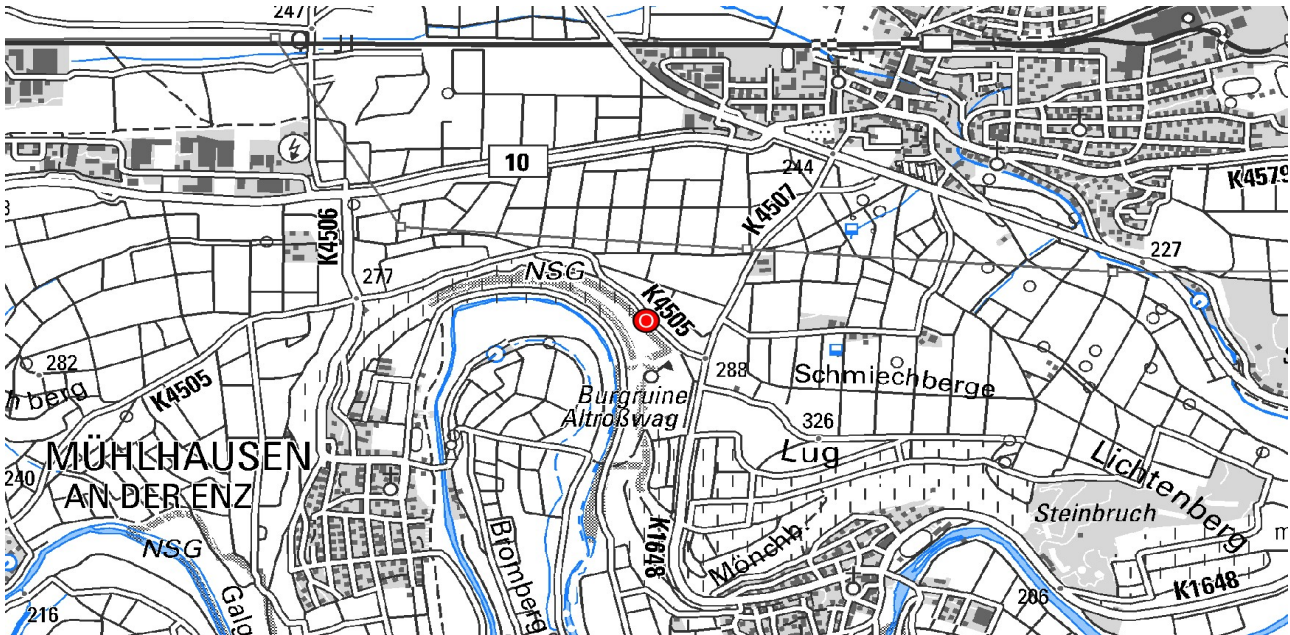 247
10
244
K4507
K4579
K4506
277
NSG
K4505
227
282
K4505
288
Schmiechberge
Burgruine
Altroßwag
326
Lug
MÜHLHAUSEN
AN DER ENZ
240
NSG
Bromberg
K1648
Mönchb.
Steinbruch
Lichtenberg
K1648
216
206